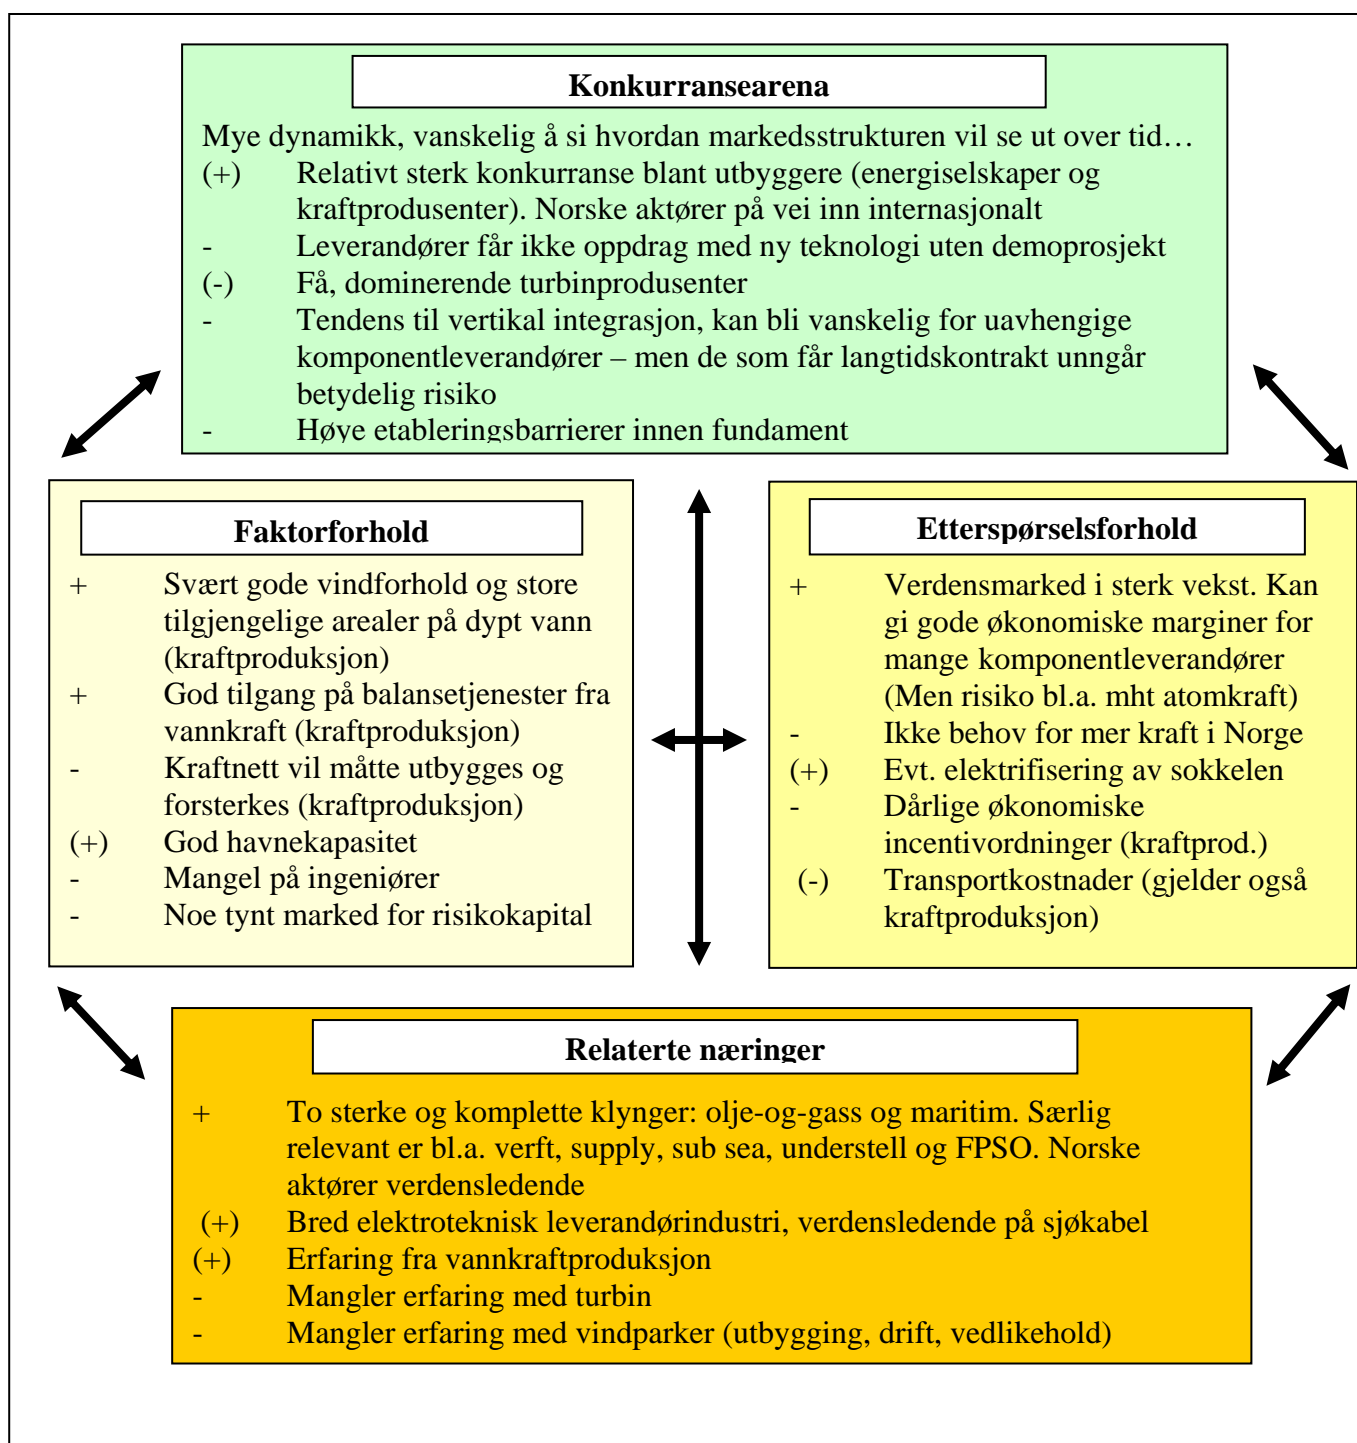 Konkurransearena
Mye dynamikk, vanskelig å si hvordan markedsstrukturen vil se ut over tid…
(+) Relativt sterk konkurranse blant utbyggere (energiselskaper og
kraftprodusenter). Norske aktører på vei inn internasjonalt
- Leverandører får ikke oppdrag med ny teknologi uten demoprosjekt
(-) Få, dominerende turbinprodusenter
- Tendens til vertikal integrasjon, kan bli vanskelig for uavhengige
komponentleverandører – men de som får langtidskontrakt unngår
betydelig risiko
- Høye etableringsbarrierer innen fundament
Faktorforhold
+ Svært gode vindforhold og store
tilgjengelige arealer på dypt vann
(kraftproduksjon)
+ God tilgang på balansetjenester fra
vannkraft (kraftproduksjon)
- Kraftnett vil måtte utbygges og
forsterkes (kraftproduksjon)
(+) God havnekapasitet
- Mangel på ingeniører
- Noe tynt marked for risikokapital
Etterspørselsforhold
+ Verdensmarked i sterk vekst. Kan
gi gode økonomiske marginer for
mange komponentleverandører
(Men risiko bl.a. mht atomkraft)
- Ikke behov for mer kraft i Norge
(+) Evt. elektrifisering av sokkelen
- Dårlige økonomiske
incentivordninger (kraftprod.)
(-) Transportkostnader (gjelder også
kraftproduksjon)
Relaterte næringer
+ To sterke og komplette klynger: olje-og-gass og maritim. Særlig
relevant er bl.a. verft, supply, sub sea, understell og FPSO. Norske
aktører verdensledende
(+) Bred elektroteknisk leverandørindustri, verdensledende på sjøkabel
(+) Erfaring fra vannkraftproduksjon
- Mangler erfaring med turbin
- Mangler erfaring med vindparker (utbygging, drift, vedlikehold)